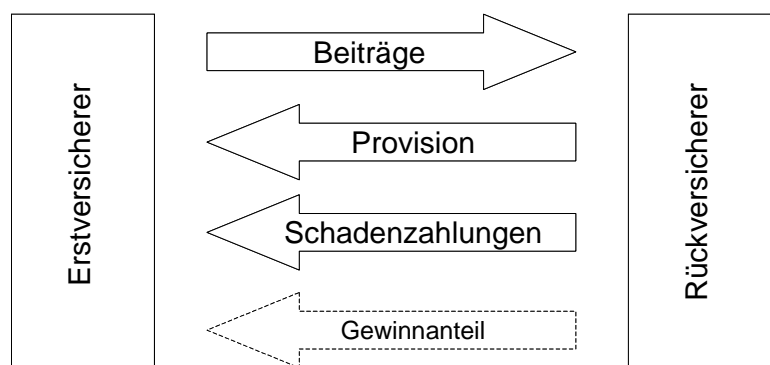 Erstversicherer
Beiträge
Provision
Schadenzahlungen
Gewinnanteil
Rückversicherer